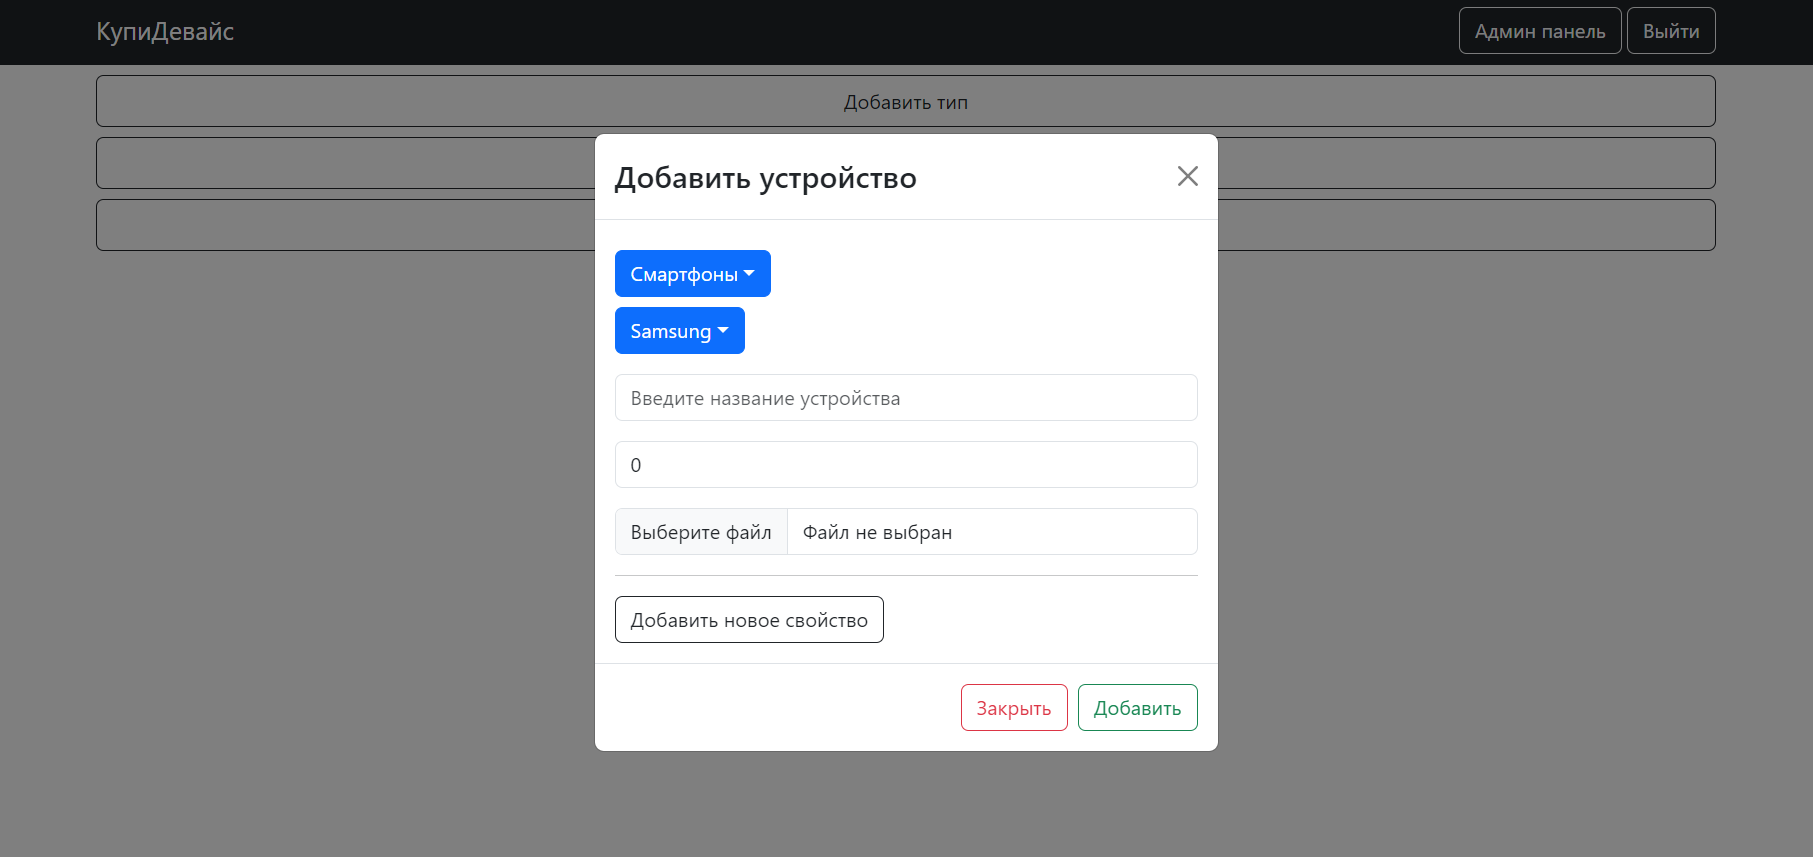 КупиДевайс
Админ панель
Выйти
Добавить тип
Добавить устройство
Смартфоны
Samsung
Введите название устройства
0
Выберите файл Файл не выбран
Добавить новое свойство
Закрыть
Добавить